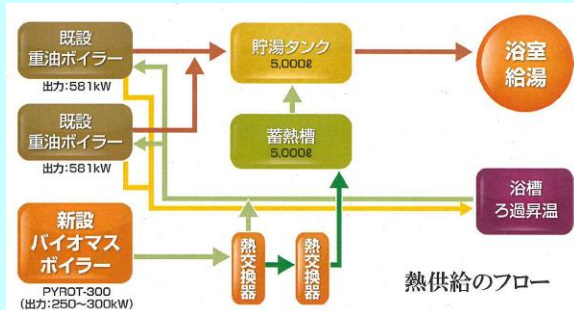 既設
重油ボイラー
出力:581kW
既設
重油ボイラー
出力:581kW
新設
バイオマス
ボイラー
PYROT-300
(出力:250〜300kW)
貯湯タンク
5,000ℓ
蓄熱槽
5,000ℓ
熱交換器
熱交換器
浴室
給湯
浴槽
ろ過昇温
熱供給のフロー